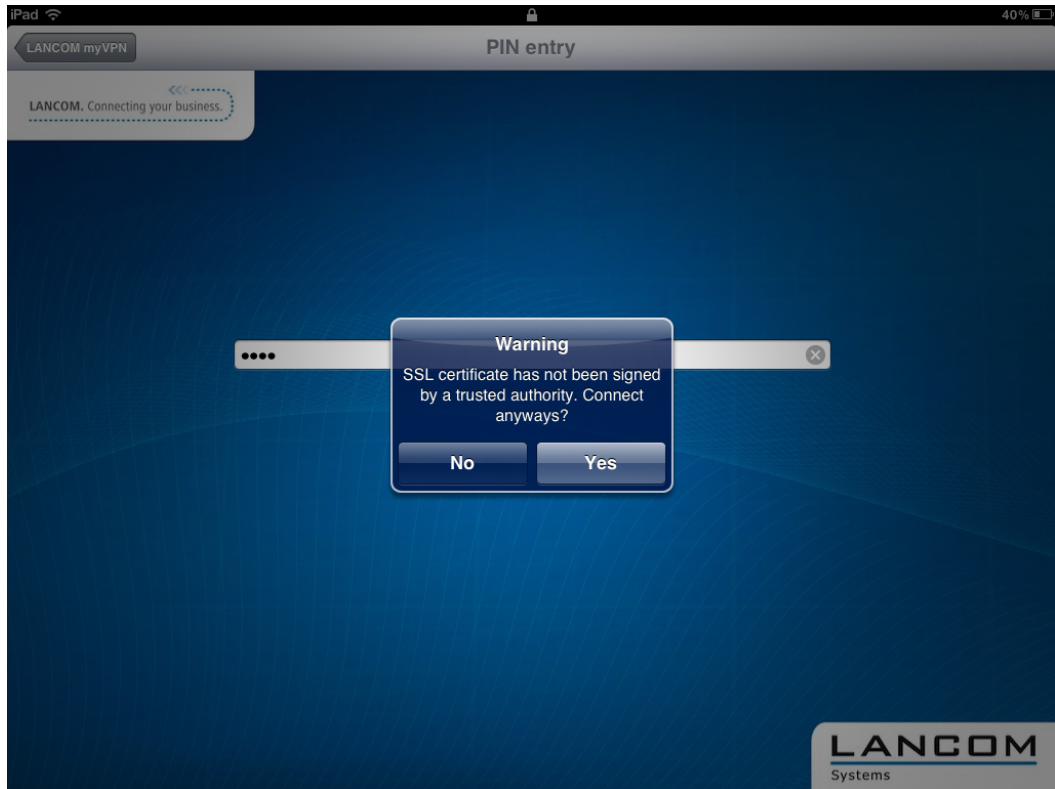 iPad
40%
LANCOM myVPN
PIN entry
LANCOM. Connecting your business.
••••
Warning
SSL certificate has not been signed
by a trusted authority. Connect
anyways?
No
Yes
LANCOM
Systems